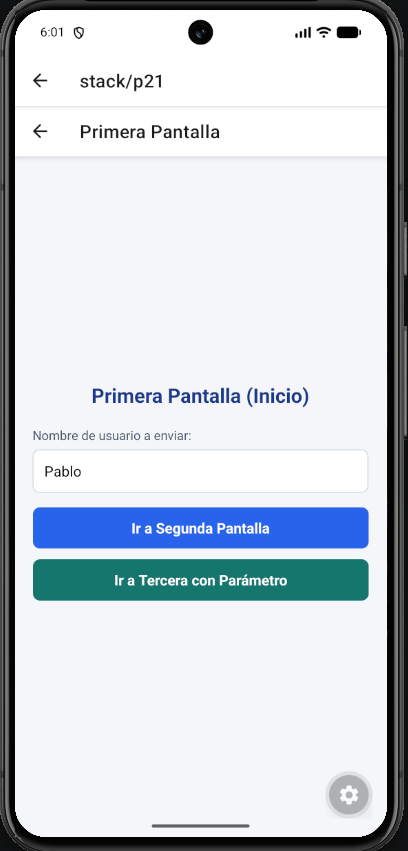 6:01
stack/p21
Primera Pantalla
Primera Pantalla (Inicio)
Nombre de usuario a enviar:
Pablo
Ir a Segunda Pantalla
Ir a Tercera con Parámetro